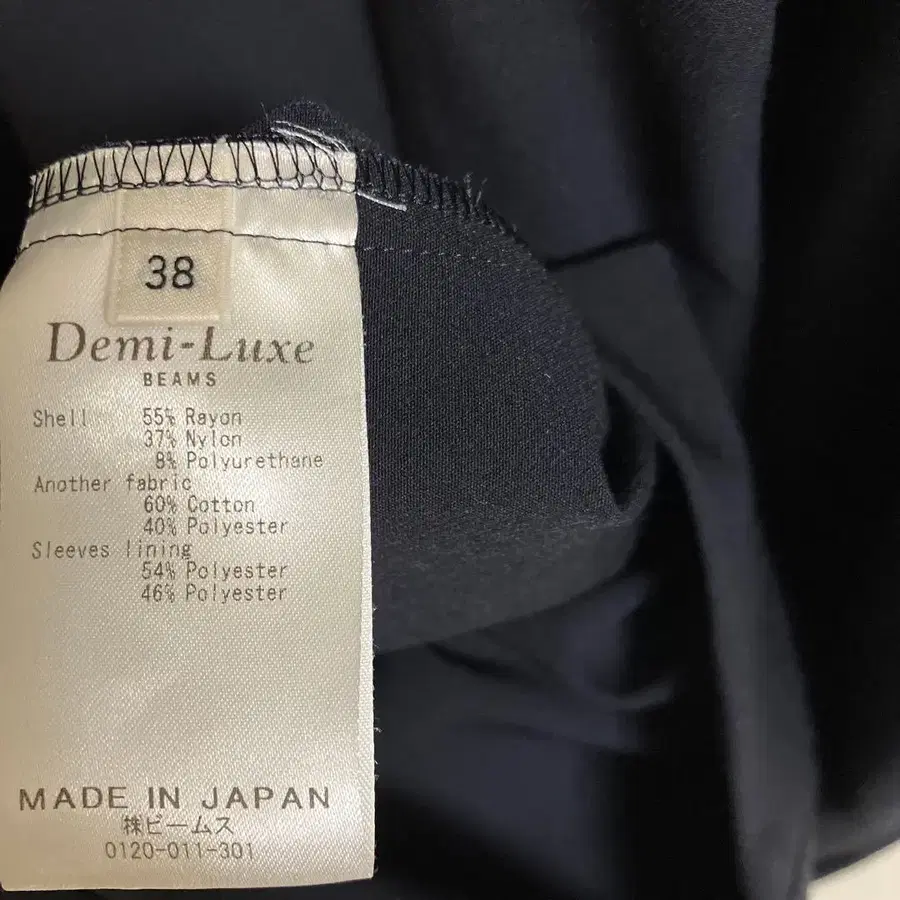 38
Demi-Luxe
BEAMS
Shell 55% Rayon
37% Nylon
8% Polyurethane
Another fabric
60% Cotton
40% Polyester
Sleeves lining
54% Polyester
46% Polyester
MADE IN JAPAN
㈱ビームス
0120-011-301